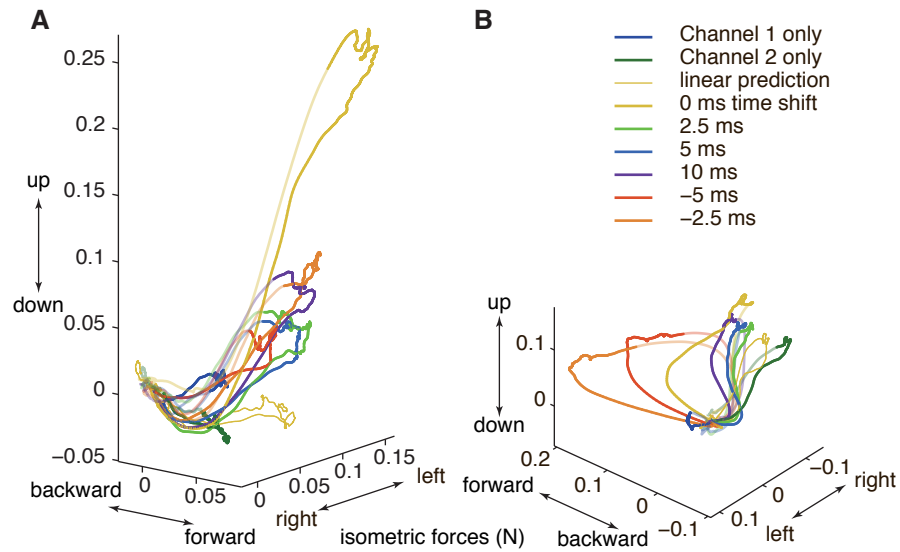 A
0.25
0.2
0.15
0.1
0.05
0
−0.05
up
down
backward
forward
0
0.05
0
0.05
0.1
0.15
right
left
isometric forces (N)
B
Channel 1 only
Channel 2 only
linear prediction
0 ms time shift
2.5 ms
5 ms
10 ms
−5 ms
−2.5 ms
up
down
0.1
0
0.2
0.1
0
−0.1
forward
backward
0.1
0
−0.1
left
right